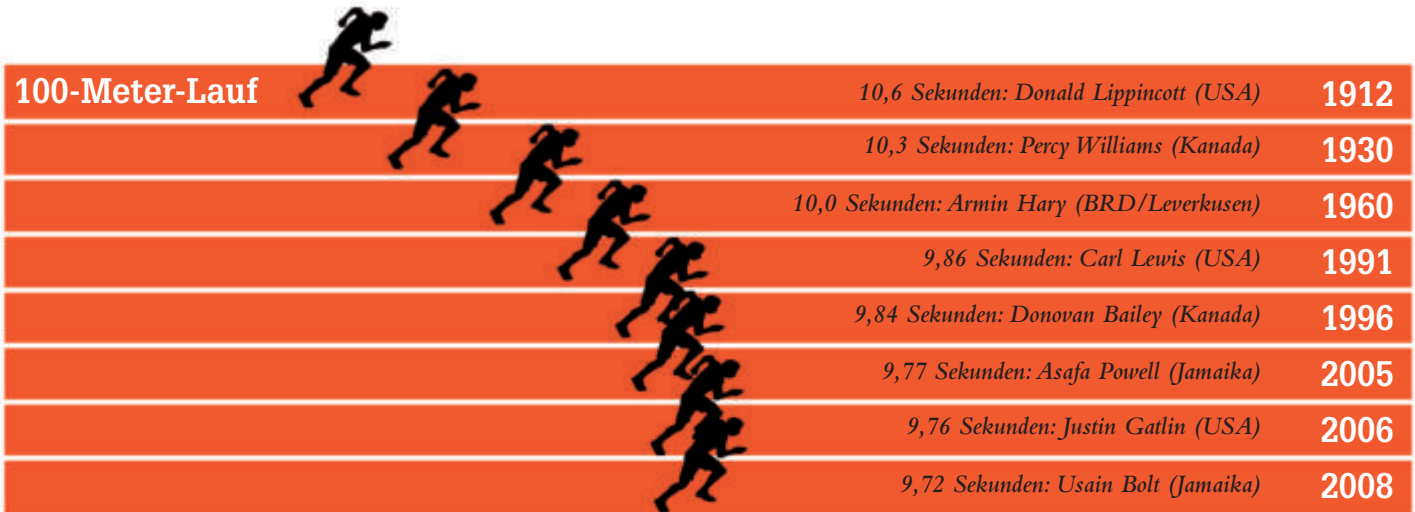 100-Meter-Lauf 10,6 Sekunden: Donald Lippincott (USA) 1912
10,3 Sekunden: Percy Williams (Kanada) 1930
10,0 Sekunden: Armin Hary (BRD/Leverkusen) 1960
9,86 Sekunden: Carl Lewis (USA) 1991
9,84 Sekunden: Donovan Bailey (Kanada) 1996
9,77 Sekunden: Asafa Powell (Jamaika) 2005
9,76 Sekunden: Justin Gatlin (USA) 2006
9,72 Sekunden: Usain Bolt (Jamaika) 2008